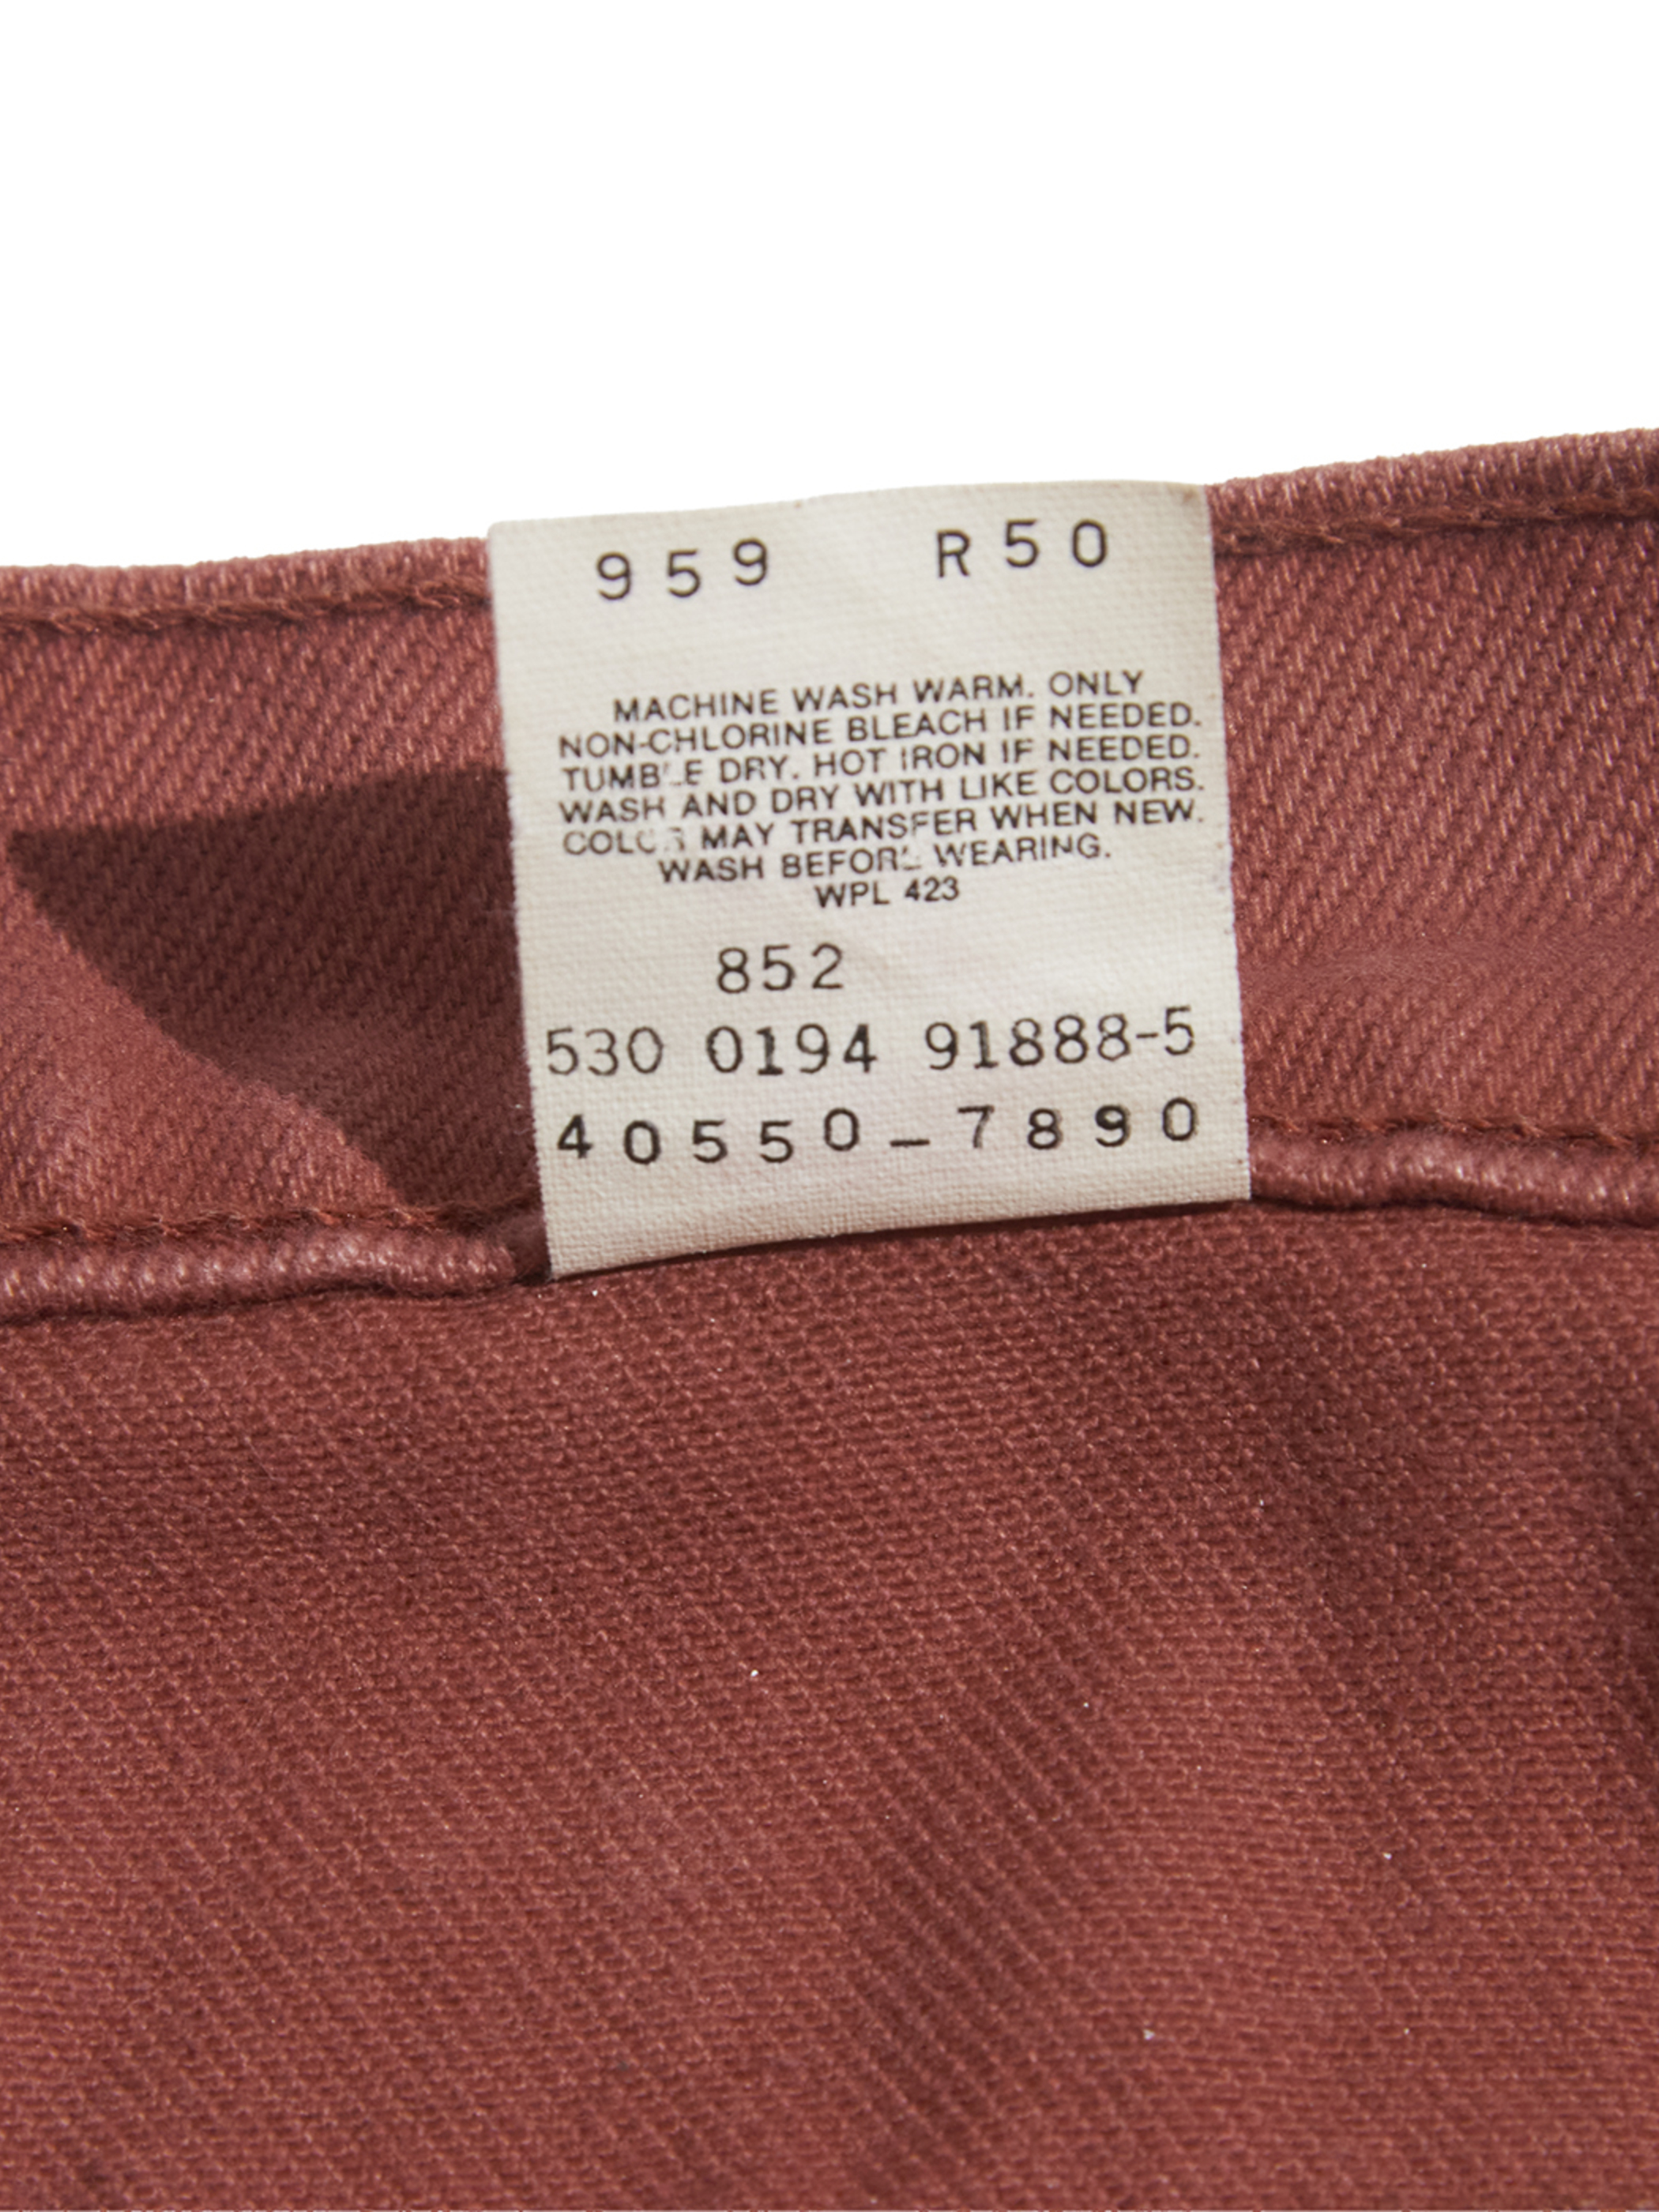 959 R50
MACHINE WASH WARM. ONLY
NON-CHLORINE BLEACH IF NEEDED.
TUMBLE DRY. HOT IRON IF NEEDED.
WASH AND DRY WITH LIKE COLORS.
COLOR MAY TRANSFER WHEN NEW.
WASH BEFORE WEARING.
WPL 423
852
530 0194 91888-5
40550-7890